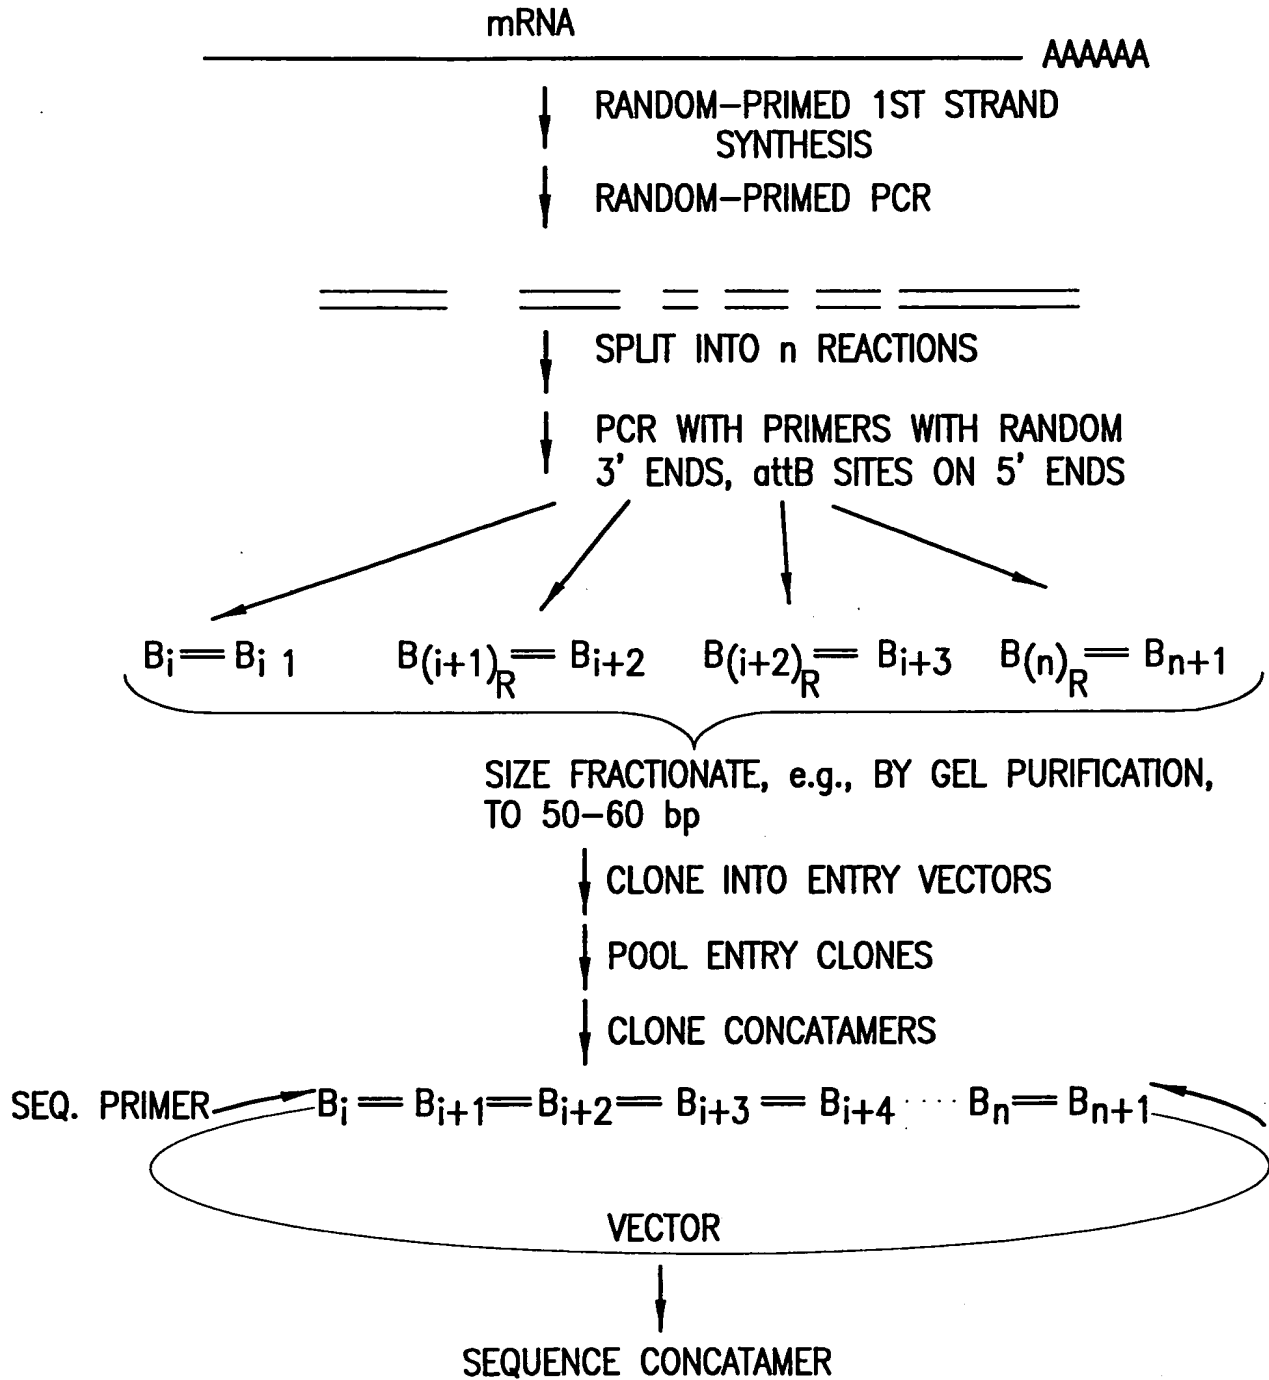 mRNA
AAAAAA
RANDOM-PRIMED 1ST STRAND
SYNTHESIS
RANDOM-PRIMED PCR
SPLIT INTO n REACTIONS
PCR WITH PRIMERS WITH RANDOM
3' ENDS, attB SITES ON 5' ENDS
Bi Bi 1 B(i+1)R Bi+2 B(i+2)R Bi+3 B(n)R Bn+1
SIZE FRACTIONATE, e.g., BY GEL PURIFICATION,
TO 50-60 bp
CLONE INTO ENTRY VECTORS
POOL ENTRY CLONES
CLONE CONCATAMERS
SEQ. PRIMER Bi Bi+1 Bi+2 Bi+3 Bi+4 .... Bn Bn+1
VECTOR
SEQUENCE CONCATAMER